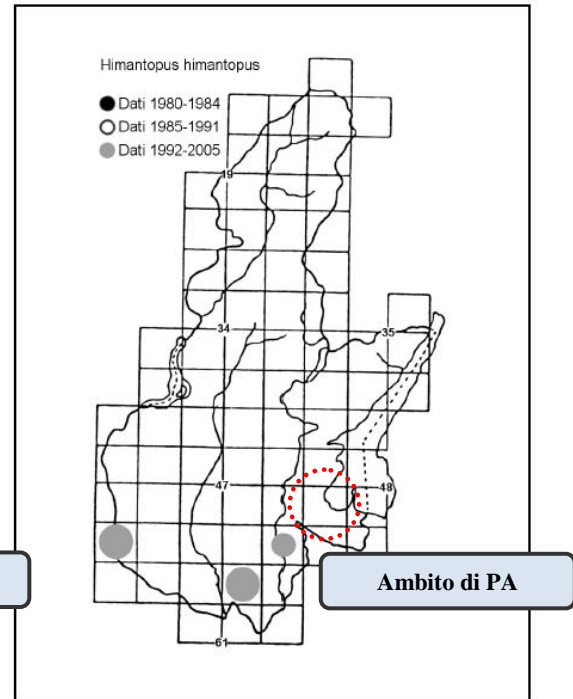 Himantopus himantopus
Dati 1980-1984
Dati 1985-1991
Dati 1992-2005
19
34
35
47
48
Ambito di PA
61